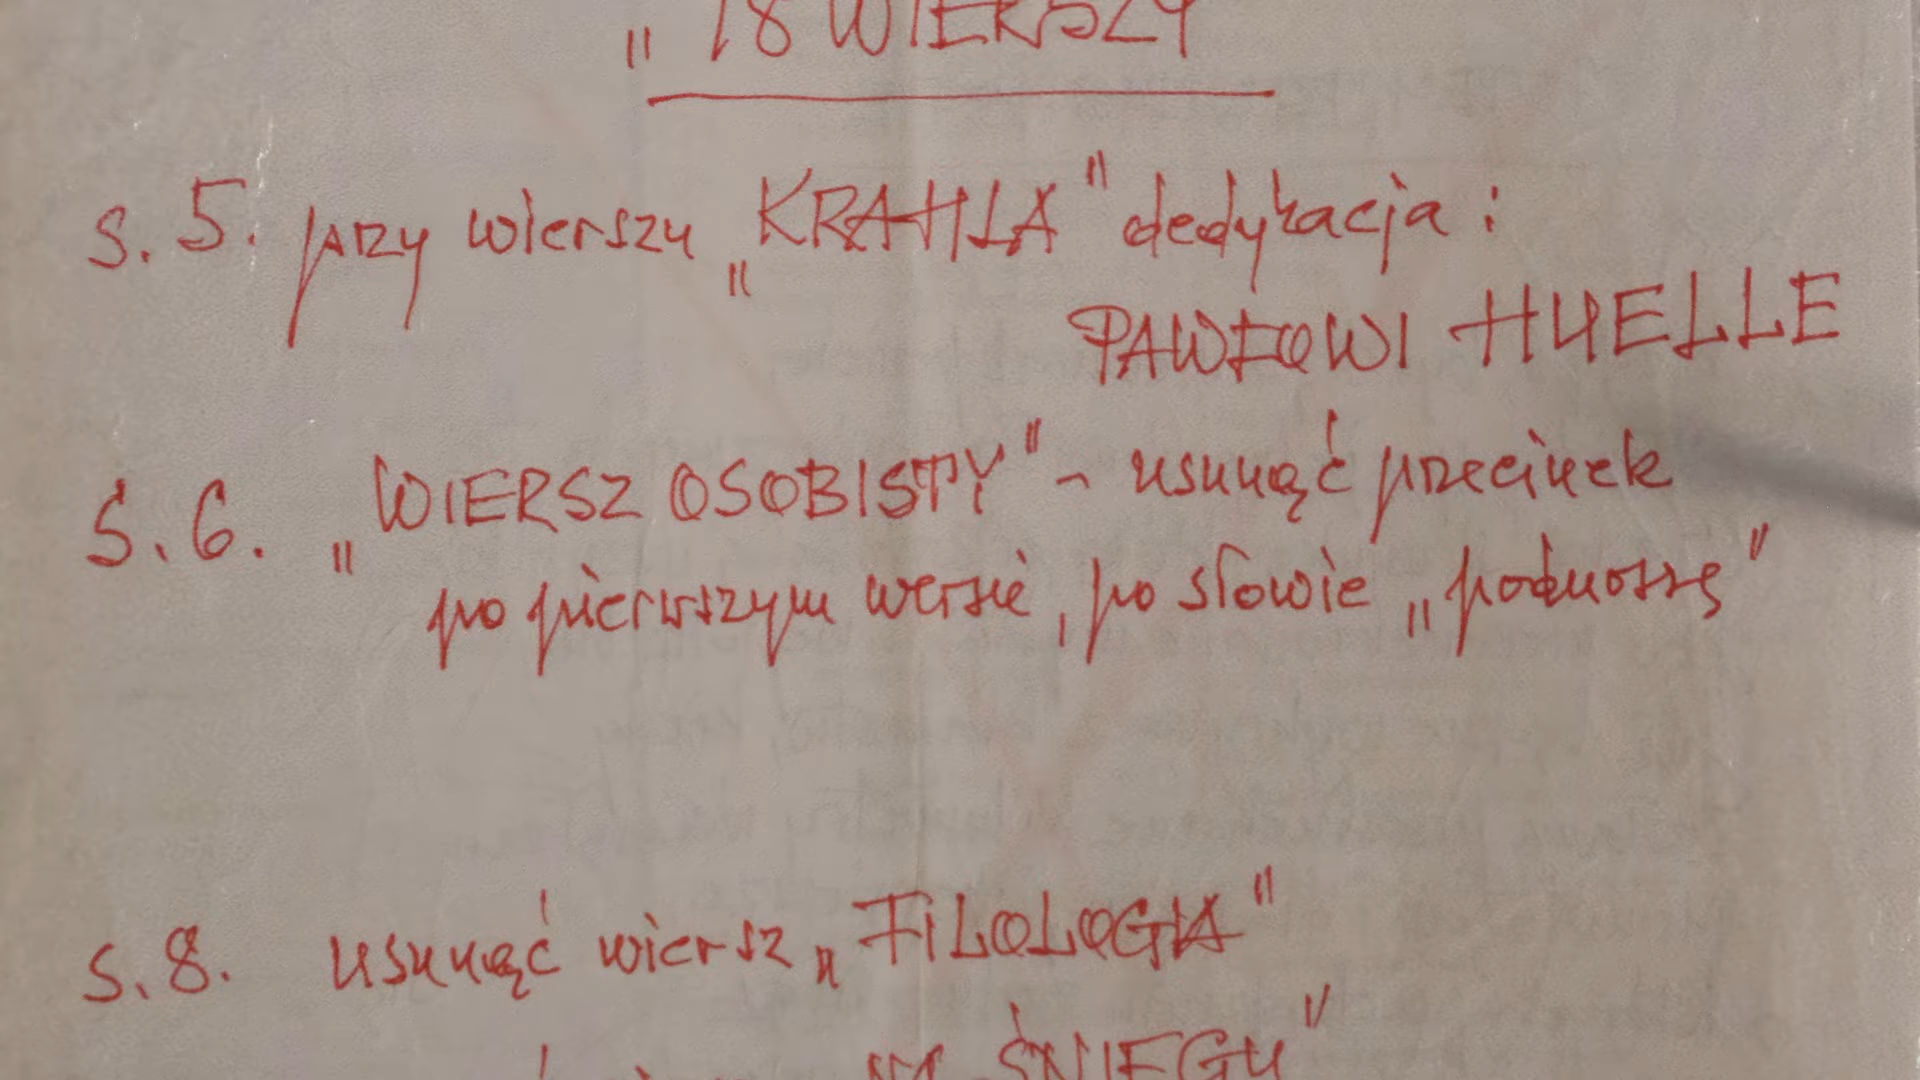 „18 WIERSZY
s. 5. przy wierszu „KRAHLA" dedykacja:
PAWŁOWI HUELLE
s. 6. „WIERSZ OSOBISTY" - usunąć przecinek
po pierwszym wersie, po słowie „podnoszę"
s. 8. usunąć wiersz „FILOLOGIA"
ŚNIEGU"